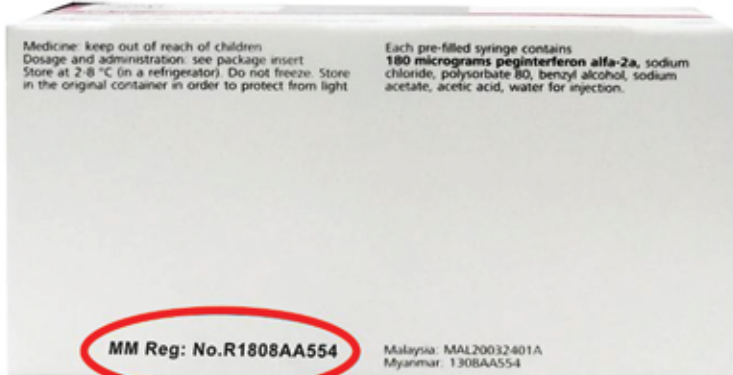 Medicine: keep out of reach of children
Dosage and administration: see package insert
Store at 2-8 °C (in a refrigerator). Do not freeze. Store
in the original container in order to protect from light
Each pre-filled syringe contains
180 micrograms peginterferon alfa-2a, sodium
chloride, polysorbate 80, benzyl alcohol, sodium
acetate, acetic acid, water for injection.
MM Reg: No.R1808AA554
Malaysia: MAL20032401A
Myanmar: 1308AA554